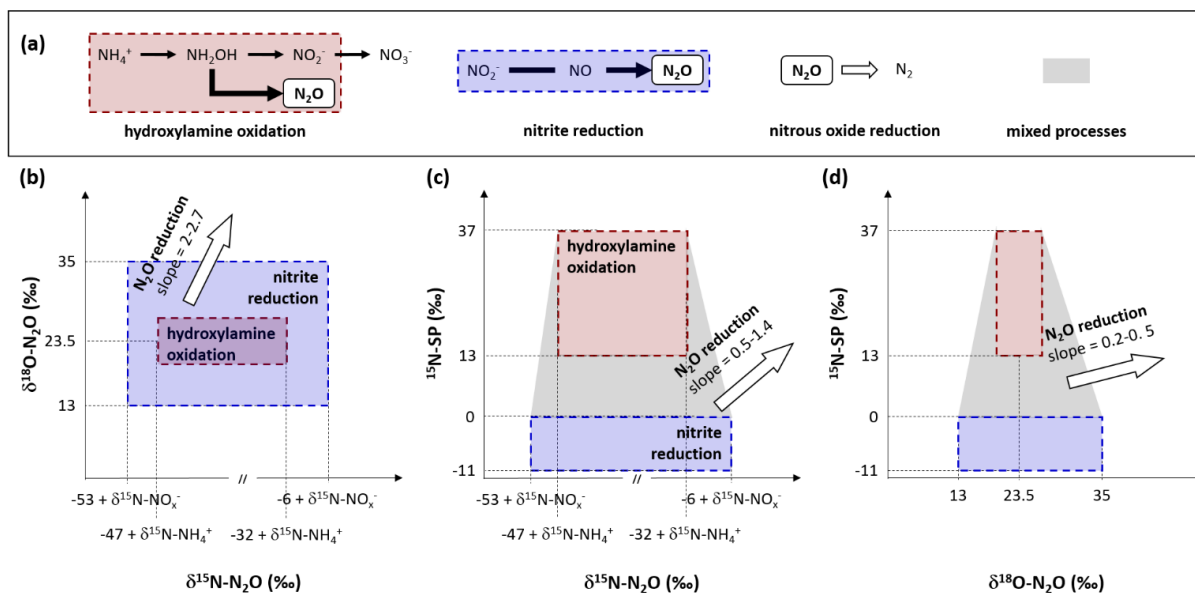 (a)
NH₄⁺ NH₂OH NO₂⁻ NO₃⁻
N₂O
hydroxylamine oxidation
NO₂⁻ NO N₂O
nitrite reduction
N₂O N₂
nitrous oxide reduction
mixed processes
(b)
δ¹⁸O-N₂O (‰)
35
23.5
13
N₂O reduction
slope = 2-2.7
nitrite
reduction
hydroxylamine
oxidation
//
-53 + δ¹⁵N-NOₓ⁻
-6 + δ¹⁵N-NOₓ⁻
-47 + δ¹⁵N-NH₄⁺
-32 + δ¹⁵N-NH₄⁺
δ¹⁵N-N₂O (‰)
(c)
¹⁵N-SP (‰)
37
13
0
-11
hydroxylamine
oxidation
N₂O reduction
slope = 0.5-1.4
nitrite
reduction
//
-53 + δ¹⁵N-NOₓ⁻
-6 + δ¹⁵N-NOₓ⁻
-47 + δ¹⁵N-NH₄⁺
-32 + δ¹⁵N-NH₄⁺
δ¹⁵N-N₂O (‰)
(d)
¹⁵N-SP (‰)
37
13
0
-11
N₂O reduction
slope = 0.2-0. 5
13
23.5
35
δ¹⁸O-N₂O (‰)